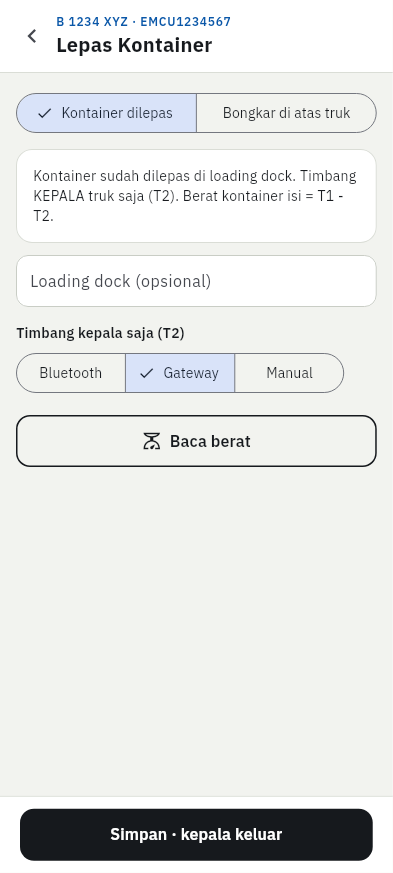 B 1234 XYZ · EMCU1234567
Lepas Kontainer
Kontainer dilepas
Bongkar di atas truk
Kontainer sudah dilepas di loading dock. Timbang
KEPALA truk saja (T2). Berat kontainer isi = T1 -
T2.
Loading dock (opsional)
Timbang kepala saja (T2)
Bluetooth
Gateway
Manual
Baca berat
Simpan · kepala keluar